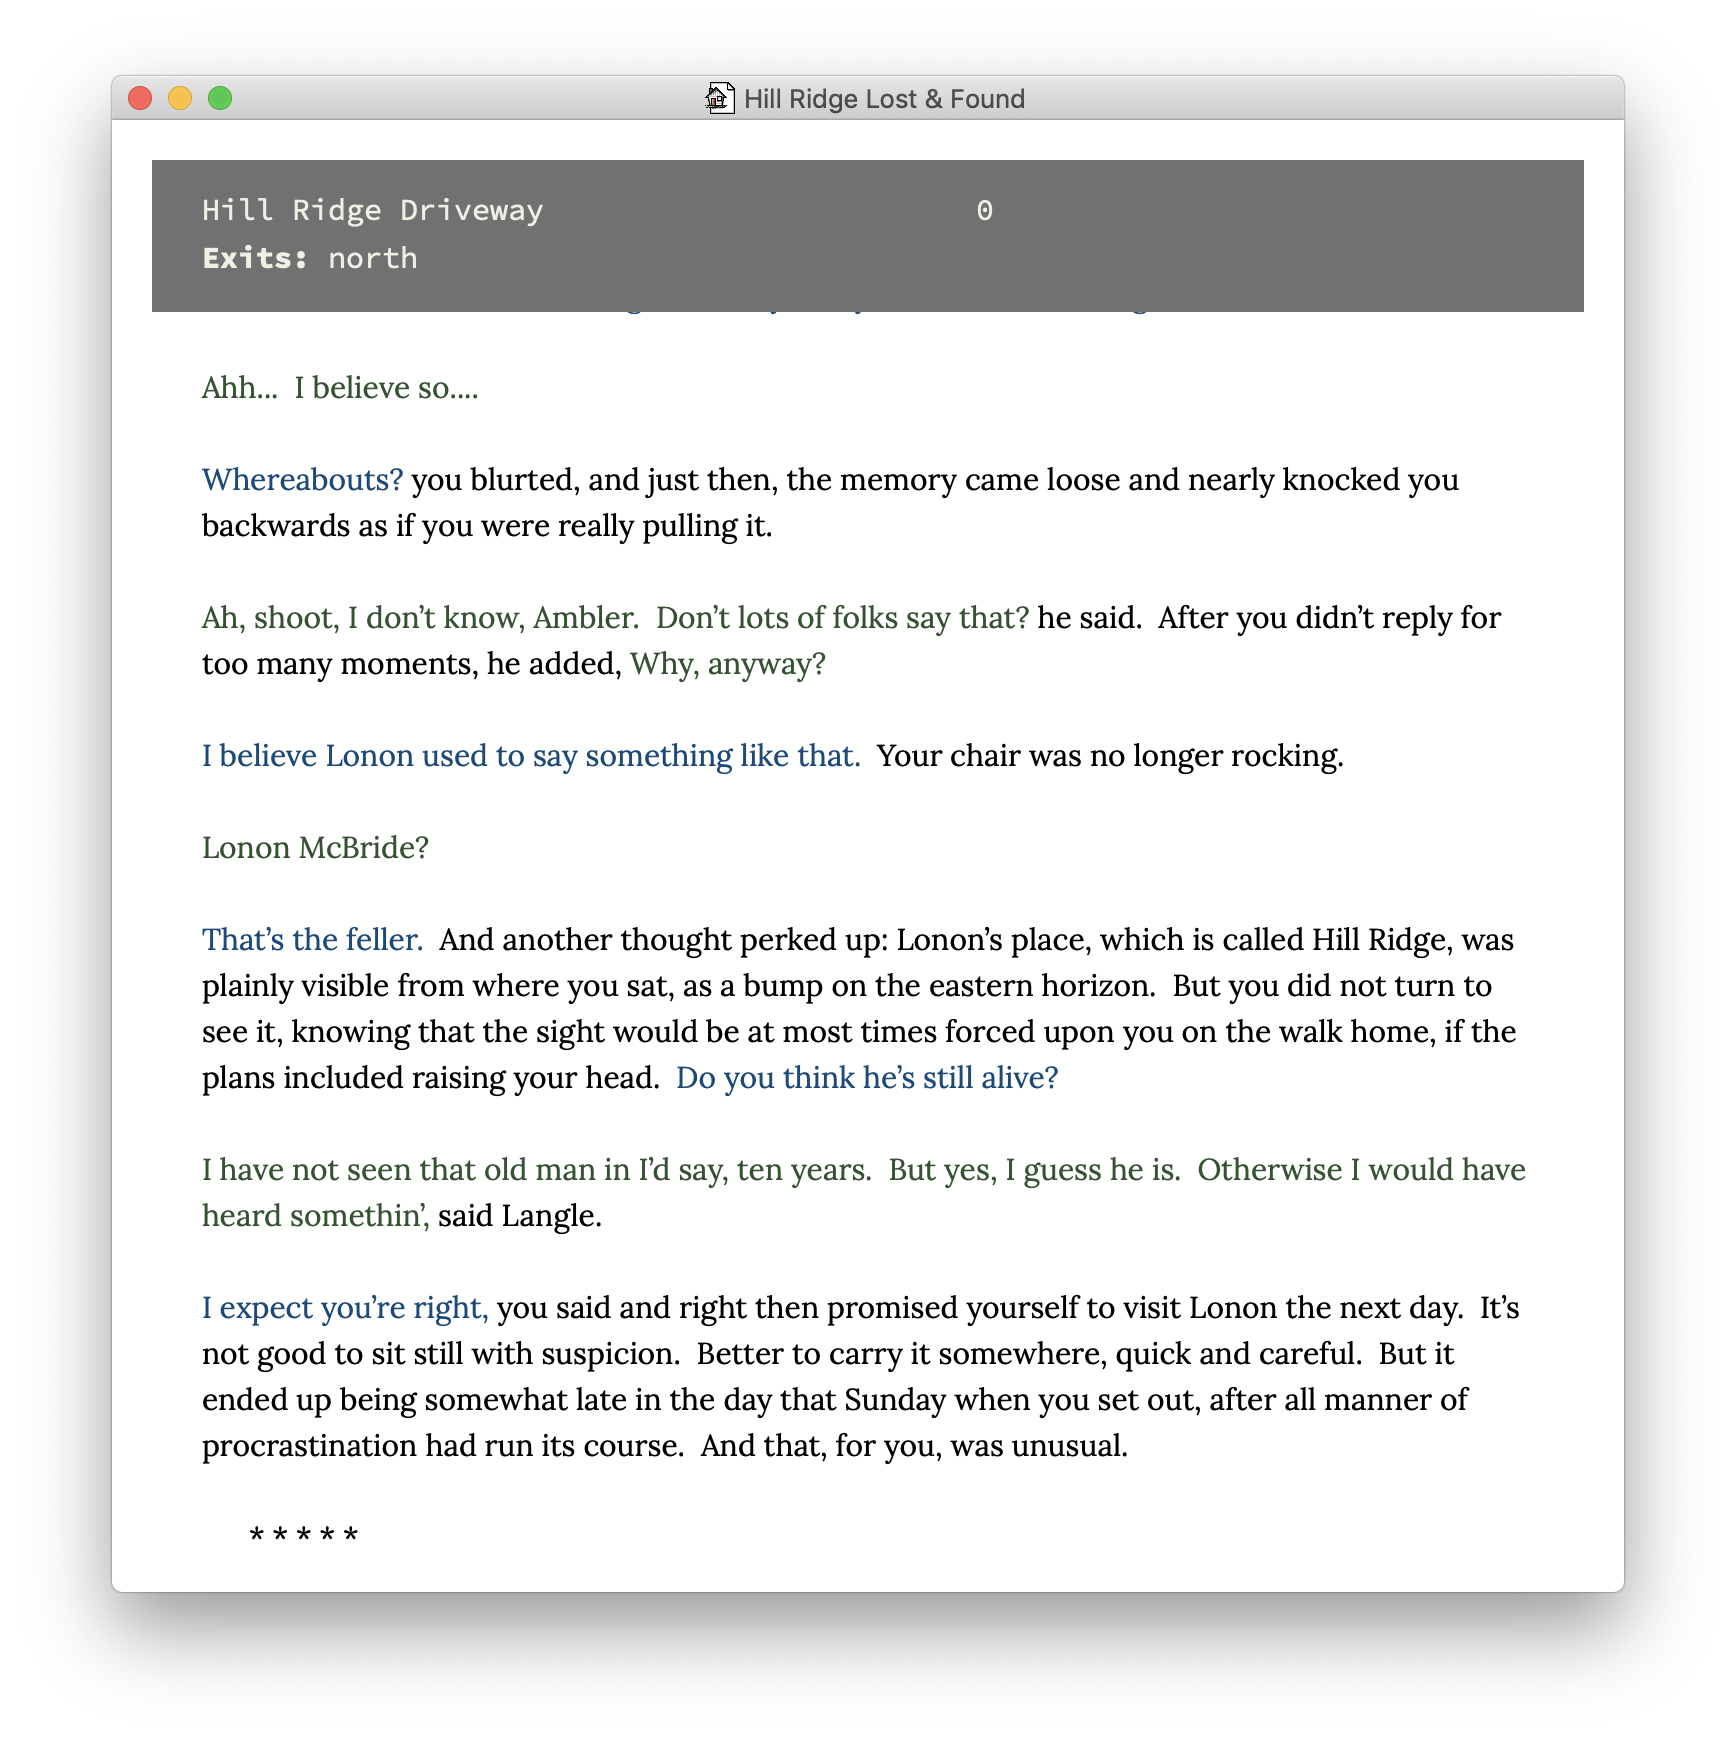 Hill Ridge Lost & Found
Hill Ridge Driveway 0
Exits: north
Ahh...  I believe so....
Whereabouts? you blurted, and just then, the memory came loose and nearly knocked you
backwards as if you were really pulling it.
Ah, shoot, I don’t know, Ambler.  Don’t lots of folks say that? he said.  After you didn’t reply for
too many moments, he added, Why, anyway?
I believe Lonon used to say something like that.  Your chair was no longer rocking.
Lonon McBride?
That’s the feller.  And another thought perked up: Lonon’s place, which is called Hill Ridge, was
plainly visible from where you sat, as a bump on the eastern horizon.  But you did not turn to
see it, knowing that the sight would be at most times forced upon you on the walk home, if the
plans included raising your head.  Do you think he’s still alive?
I have not seen that old man in I’d say, ten years.  But yes, I guess he is.  Otherwise I would have
heard somethin’, said Langle.
I expect you’re right, you said and right then promised yourself to visit Lonon the next day.  It’s
not good to sit still with suspicion.  Better to carry it somewhere, quick and careful.  But it
ended up being somewhat late in the day that Sunday when you set out, after all manner of
procrastination had run its course.  And that, for you, was unusual.
* * * * *